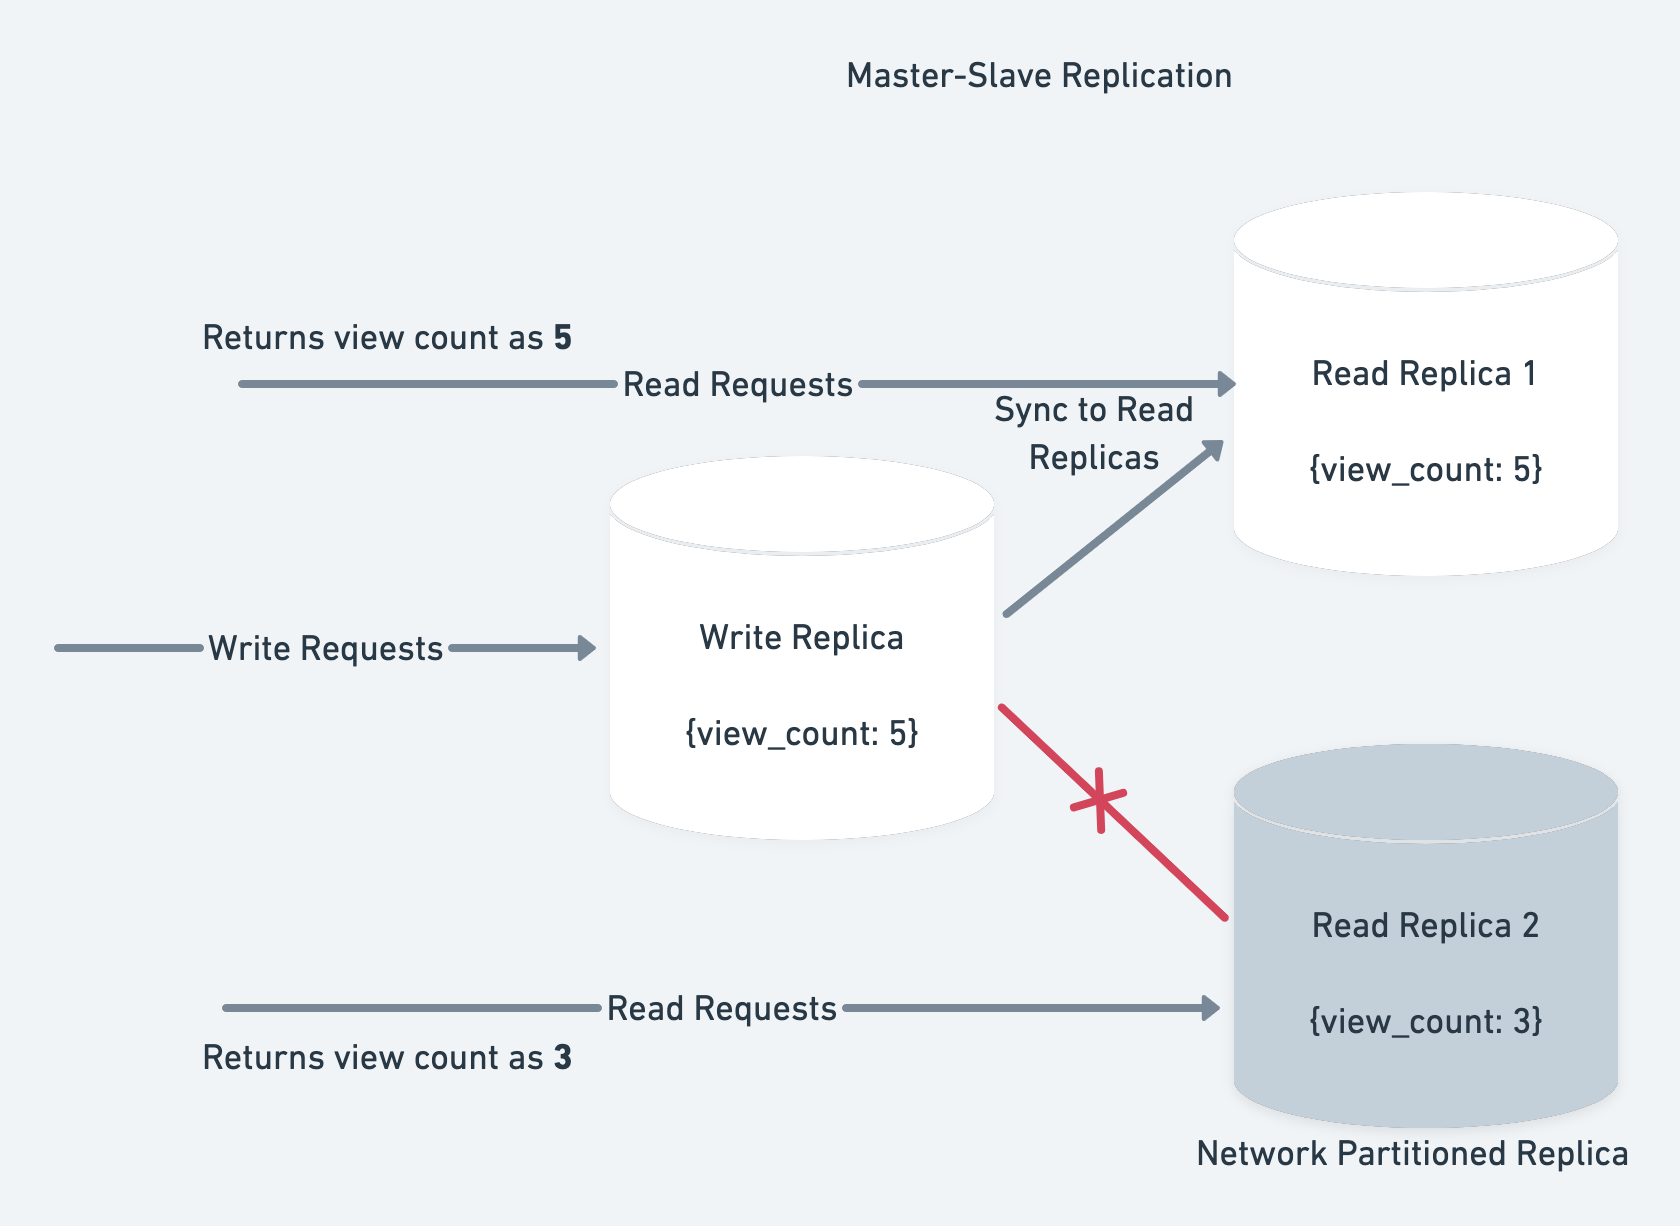 Master-Slave Replication
Returns view count as 5
Read Requests
Sync to Read
Replicas
Read Replica 1
{view_count: 5}
Write Requests
Write Replica
{view_count: 5}
Read Replica 2
{view_count: 3}
Read Requests
Returns view count as 3
Network Partitioned Replica